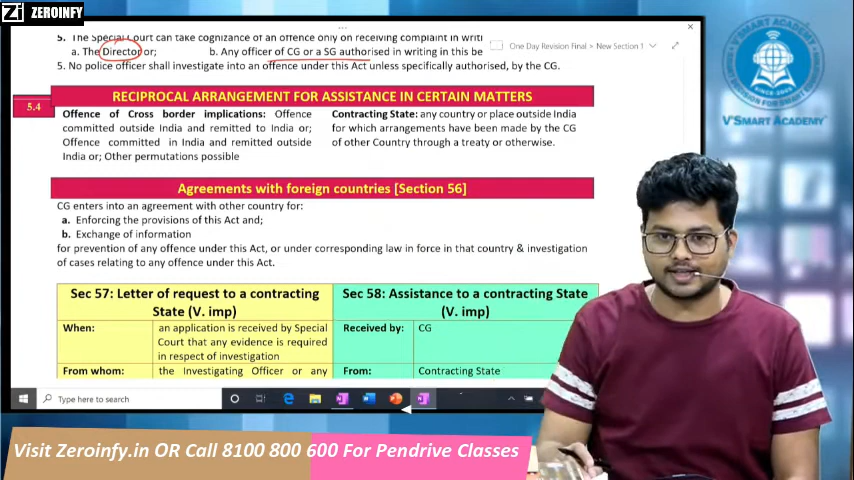 Zi ZEROINFY
5. The Special Court can take cognizance of an offence only on receiving complaint in writi
a. The Director or; b. Any officer of CG or a SG authorised in writing in this be
5. No police officer shall investigate into an offence under this Act unless specifically authorised, by the CG.
One Day Revision Final > New Section 1
5.4 RECIPROCAL ARRANGEMENT FOR ASSISTANCE IN CERTAIN MATTERS
Offence of Cross border implications: Offence
committed outside India and remitted to India or;
Offence committed in India and remitted outside
India or; Other permutations possible
Contracting State: any country or place outside India
for which arrangements have been made by the CG
of other Country through a treaty or otherwise.
Agreements with foreign countries [Section 56]
CG enters into an agreement with other country for:
a. Enforcing the provisions of this Act and;
b. Exchange of information
for prevention of any offence under this Act, or under corresponding law in force in that country & investigation
of cases relating to any offence under this Act.
Sec 57: Letter of request to a contracting
State (V. imp)
When: an application is received by Special
Court that any evidence is required
in respect of investigation
From whom: the Investigating Officer or any
Sec 58: Assistance to a contracting State
(V. imp)
Received by: CG
From: Contracting State
Type here to search
V'SMART ACADEMY
SINCE-2008
V'SMART ACADEMY®
Visit Zeroinfy.in OR Call 8100 800 600 For Pendrive Classes